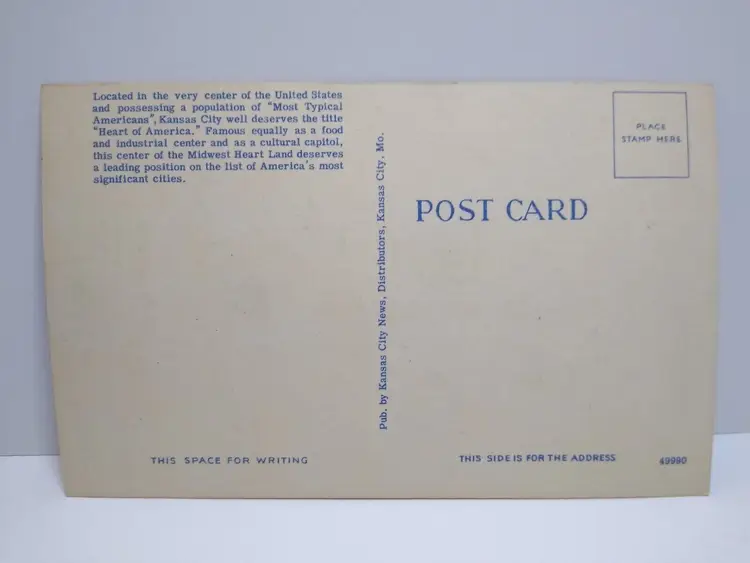 Located in the very center of the United States
and possessing a population of "Most Typical
Americans", Kansas City well deserves the title
"Heart of America." Famous equally as a food
and industrial center and as a cultural capitol,
this center of the Midwest Heart Land deserves
a leading position on the list of America's most
significant cities.
THIS SPACE FOR WRITING
Pub. by Kansas City News, Distributors, Kansas City, Mo.
PLACE
STAMP HERE
POST CARD
THIS SIDE IS FOR THE ADDRESS
49990